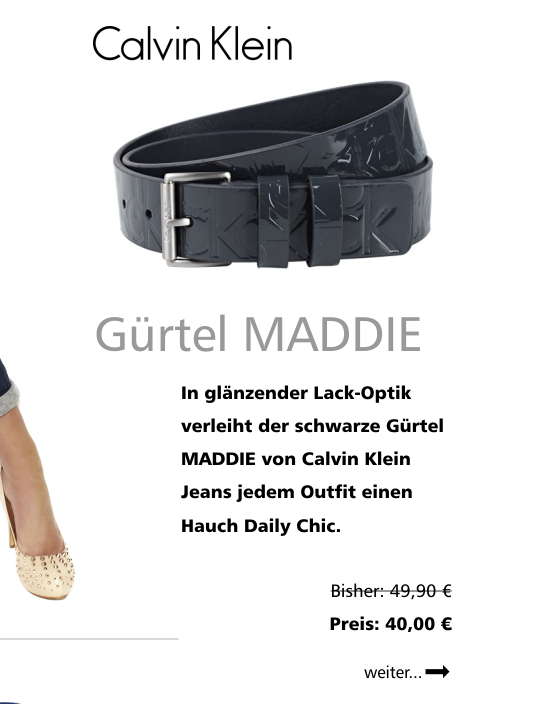 Calvin Klein
Gürtel MADDIE
In glänzender Lack-Optik
verleiht der schwarze Gürtel
MADDIE von Calvin Klein
Jeans jedem Outfit einen
Hauch Daily Chic.
Bisher: 49,90 €
Preis: 40,00 €
weiter...